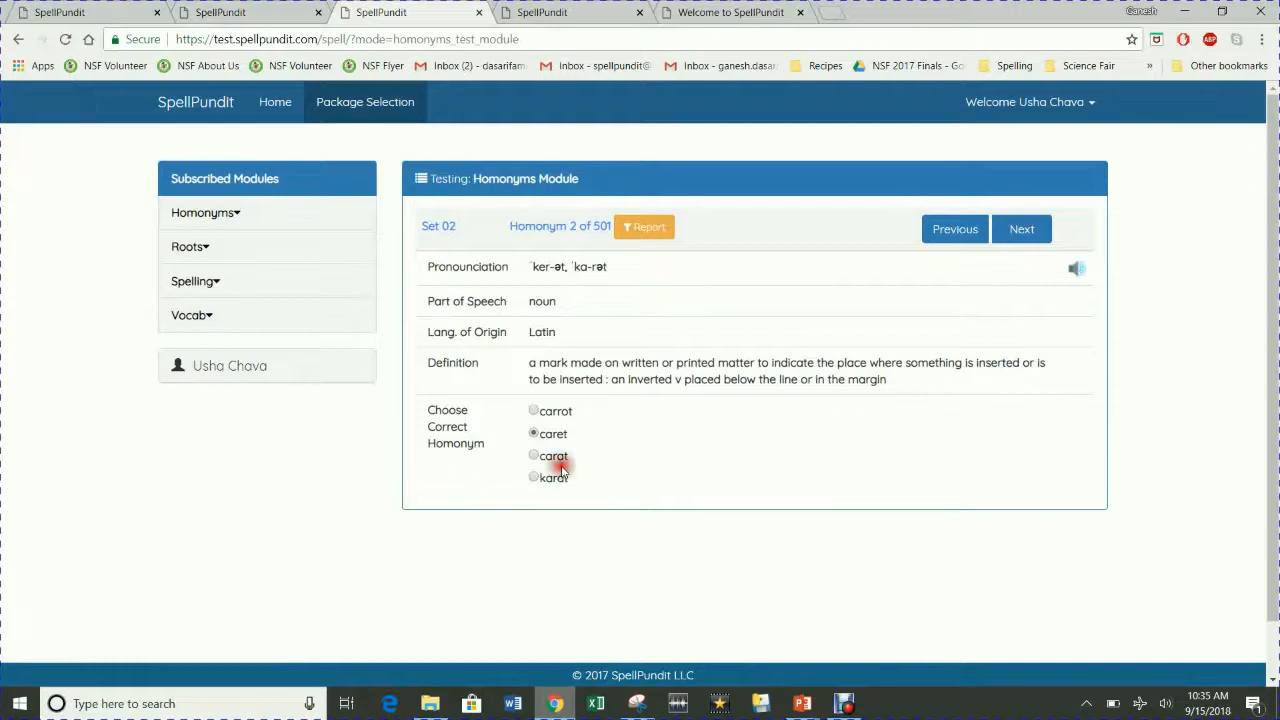 SpellPundit
SpellPundit
SpellPundit
SpellPundit
Welcome to SpellPundit
Ganesh
Secure
https://test.spellpundit.com/spell/?mode=homonyms_test_module
Apps
NSF Volunteer
NSF About Us
NSF Volunteer
NSF Flyer
Inbox (2) - dasarifam
Inbox - spellpundit@
Inbox - ganesh.dasar
Recipes
NSF 2017 Finals - Go
Spelling
Science Fair
»
Other bookmarks
SpellPundit
Home
Package Selection
Welcome Usha Chava
Subscribed Modules
Homonyms
Roots
Spelling
Vocab
Usha Chava
Testing: Homonyms Module
Set 02
Homonym 2 of 501
Report
Previous
Next
Pronounciation
ˈker-ət, ˈka-rət
Part of Speech
noun
Lang. of Origin
Latin
Definition
a mark made on written or printed matter to indicate the place where something is inserted or is
to be inserted : an inverted v placed below the line or in the margin
Choose
Correct
Homonym
carrot
caret
carat
karat
© 2017 SpellPundit LLC
Type here to search
10:35 AM
9/15/2018